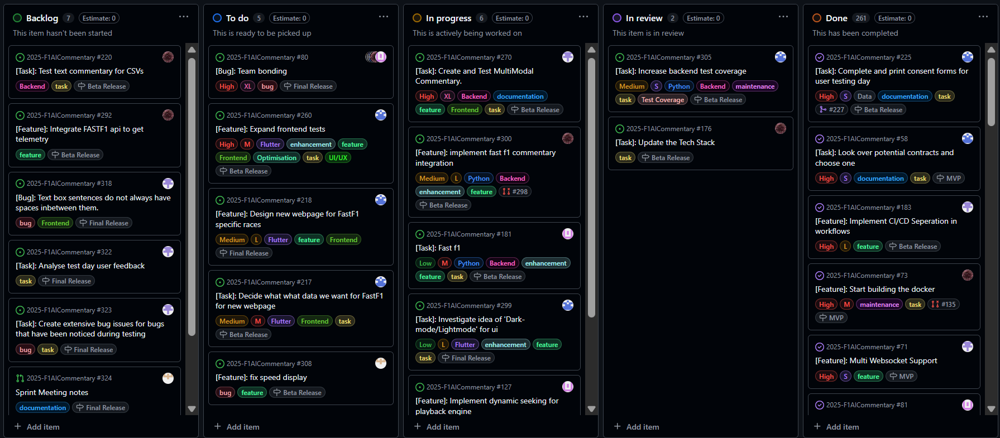 Backlog 7 Estimate: 0
This item hasn't been started
2025-F1AICommentary #220
[Task]: Test text commentary for CSVs
Backend task Beta Release
2025-F1AICommentary #292
[Feature]: Integrate FASTF1 api to get
telemetry
feature Beta Release
2025-F1AICommentary #318
[Bug]: Text box sentences do not always have
spaces inbetween them.
bug Frontend Final Release
2025-F1AICommentary #322
[Task]: Analyse test day user feedback
task Final Release
2025-F1AICommentary #323
[Task]: Create extensive bug issues for bugs
that have been noticed during testing
bug task Final Release
2025-F1AICommentary #324
Sprint Meeting notes
documentation Final Release
Add item
To do 5 Estimate: 0
This is ready to be picked up
2025-F1AICommentary #80
[Bug]: Team bonding
High XL bug Final Release
2025-F1AICommentary #260
[Feature]: Expand frontend tests
High M Flutter enhancement feature
Frontend Optimisation task UI/UX
Beta Release
2025-F1AICommentary #218
[Feature]: Design new webpage for FastF1
specific races
Medium L Flutter feature Frontend
Final Release
2025-F1AICommentary #217
[Task]: Decide what what data we want for FastF1
for new webpage
Medium M Flutter Frontend task
Beta Release
2025-F1AICommentary #308
[Feature]: fix speed display
bug feature Beta Release
Add item
In progress 6 Estimate: 0
This is actively being worked on
2025-F1AICommentary #270
[Task]: Create and Test MultiModal
Commentary.
High XL Backend documentation
feature Frontend task Beta Release
2025-F1AICommentary #300
[Feature]: implement fast f1 commentary
integration
Medium L Python Backend
enhancement feature #298
Beta Release
2025-F1AICommentary #181
[Task]: Fast f1
Low M Python Backend enhancement
feature task Beta Release
2025-F1AICommentary #299
[Task]: Investigate idea of 'Dark-
mode/Lightmode' for ui
Low L Flutter enhancement feature
task Final Release
2025-F1AICommentary #127
[Feature]: Implement dynamic seeking for
playback engine
Add item
In review 2 Estimate: 0
This item is in review
2025-F1AICommentary #305
[Task]: Increase backend test coverage
Medium S Python Backend maintenance
task Test Coverage Beta Release
2025-F1AICommentary #176
[Task]: Update the Tech Stack
task Beta Release
Add item
Done 261 Estimate: 0
This has been completed
2025-F1AICommentary #225
[Task]: Complete and print consent forms for
user testing day
High S Data documentation task
#227 Beta Release
2025-F1AICommentary #58
[Task]: Look over potential contracts and
choose one
High S documentation task MVP
2025-F1AICommentary #183
[Feature]: Implement CI/CD Seperation in
workflows
High L feature Beta Release
2025-F1AICommentary #73
[Feature]: Start building the docker
High M maintenance task #135
MVP
2025-F1AICommentary #71
[Feature]: Multi Websocket Support
High S feature MVP
2025-F1AICommentary #81
Add item